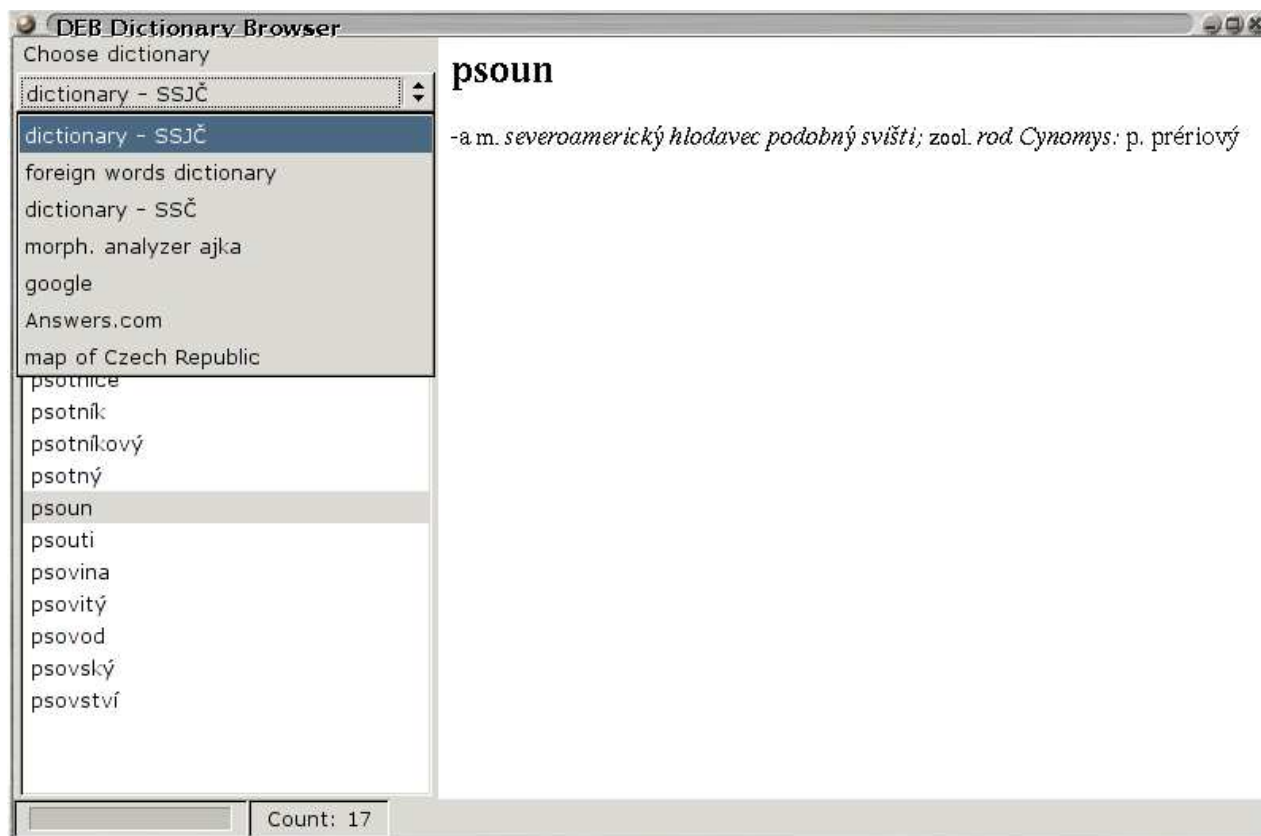 DEB Dictionary Browser
Choose dictionary
dictionary - SSJČ
dictionary - SSJČ
foreign words dictionary
dictionary - SSČ
morph. analyzer ajka
google
Answers.com
map of Czech Republic
psotnice
psotník
psotníkový
psotný
psoun
psouti
psovina
psovitý
psovod
psovský
psovství
Count: 17
psoun
-a m. severoamerický hlodavec podobný svišti; zool. rod Cynomys: p. prériový